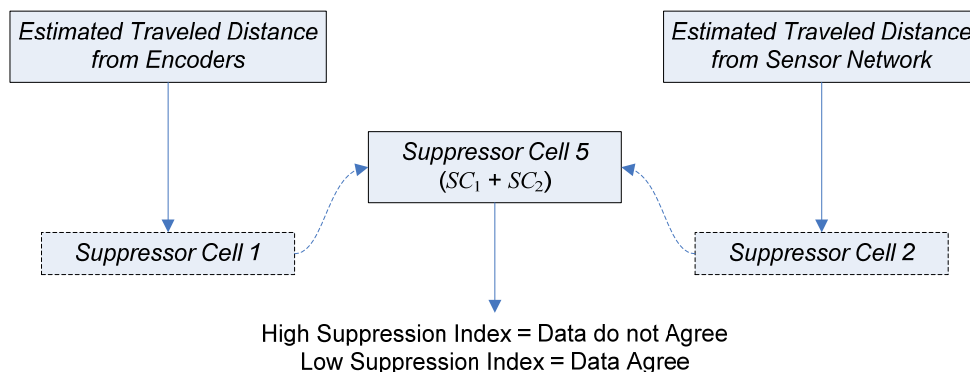 Estimated Traveled Distance
from Encoders
Estimated Traveled Distance
from Sensor Network
Suppressor Cell 5
(SC₁ + SC₂)
Suppressor Cell 1
Suppressor Cell 2
High Suppression Index = Data do not Agree
Low Suppression Index = Data Agree